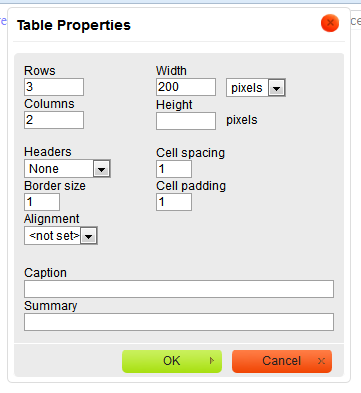 Table Properties
Rows Width
3 200 pixels
Columns Height
2 pixels
Headers Cell spacing
None 1
Border size Cell padding
1 1
Alignment
<not set>
Caption
Summary
OK Cancel